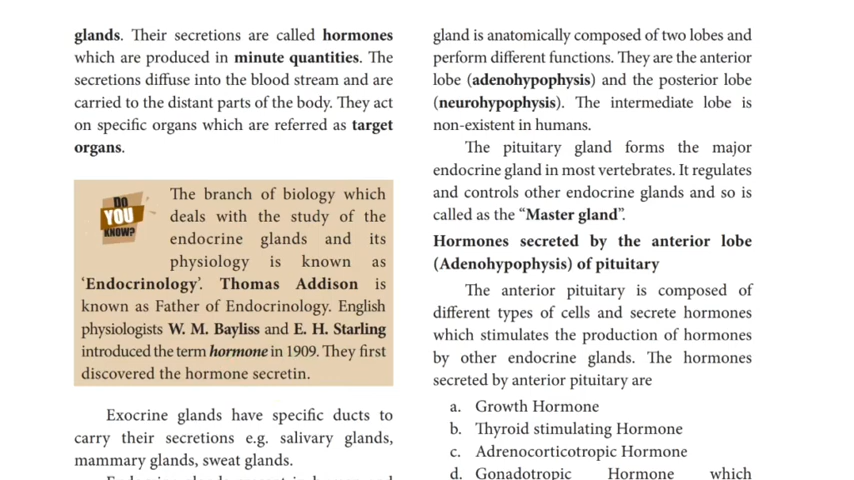 glands. Their secretions are called hormones
which are produced in minute quantities. The
secretions diffuse into the blood stream and are
carried to the distant parts of the body. They act
on specific organs which are referred as target
organs.
DO
YOU
KNOW?
The branch of biology which
deals with the study of the
endocrine glands and its
physiology is known as
‘Endocrinology’. Thomas Addison is
known as Father of Endocrinology. English
physiologists W. M. Bayliss and E. H. Starling
introduced the term hormone in 1909. They first
discovered the hormone secretin.
Exocrine glands have specific ducts to
carry their secretions e.g. salivary glands,
mammary glands, sweat glands.
gland is anatomically composed of two lobes and
perform different functions. They are the anterior
lobe (adenohypophysis) and the posterior lobe
(neurohypophysis). The intermediate lobe is
non-existent in humans.
The pituitary gland forms the major
endocrine gland in most vertebrates. It regulates
and controls other endocrine glands and so is
called as the “Master gland”.
Hormones secreted by the anterior lobe
(Adenohypophysis) of pituitary
The anterior pituitary is composed of
different types of cells and secrete hormones
which stimulates the production of hormones
by other endocrine glands. The hormones
secreted by anterior pituitary are
a. Growth Hormone
b. Thyroid stimulating Hormone
c. Adrenocorticotropic Hormone
d. Gonadotropic Hormone which